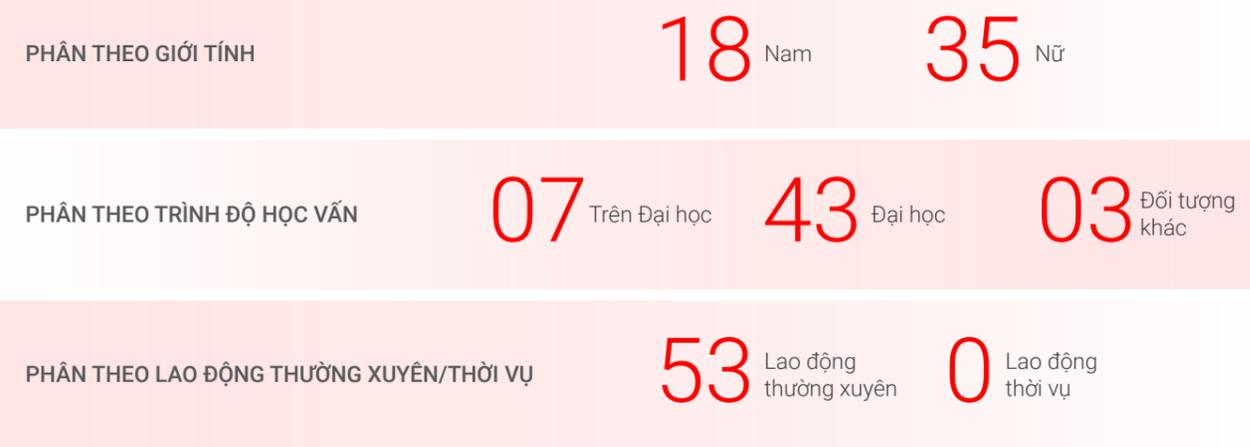 PHÂN THEO GIỚI TÍNH 18 Nam 35 Nữ
PHÂN THEO TRÌNH ĐỘ HỌC VẤN 07 Trên Đại học 43 Đại học 03 Đối tượng
khác
PHÂN THEO LAO ĐỘNG THƯỜNG XUYÊN/THỜI VỤ 53 Lao động
thường xuyên
0 Lao động
thời vụ